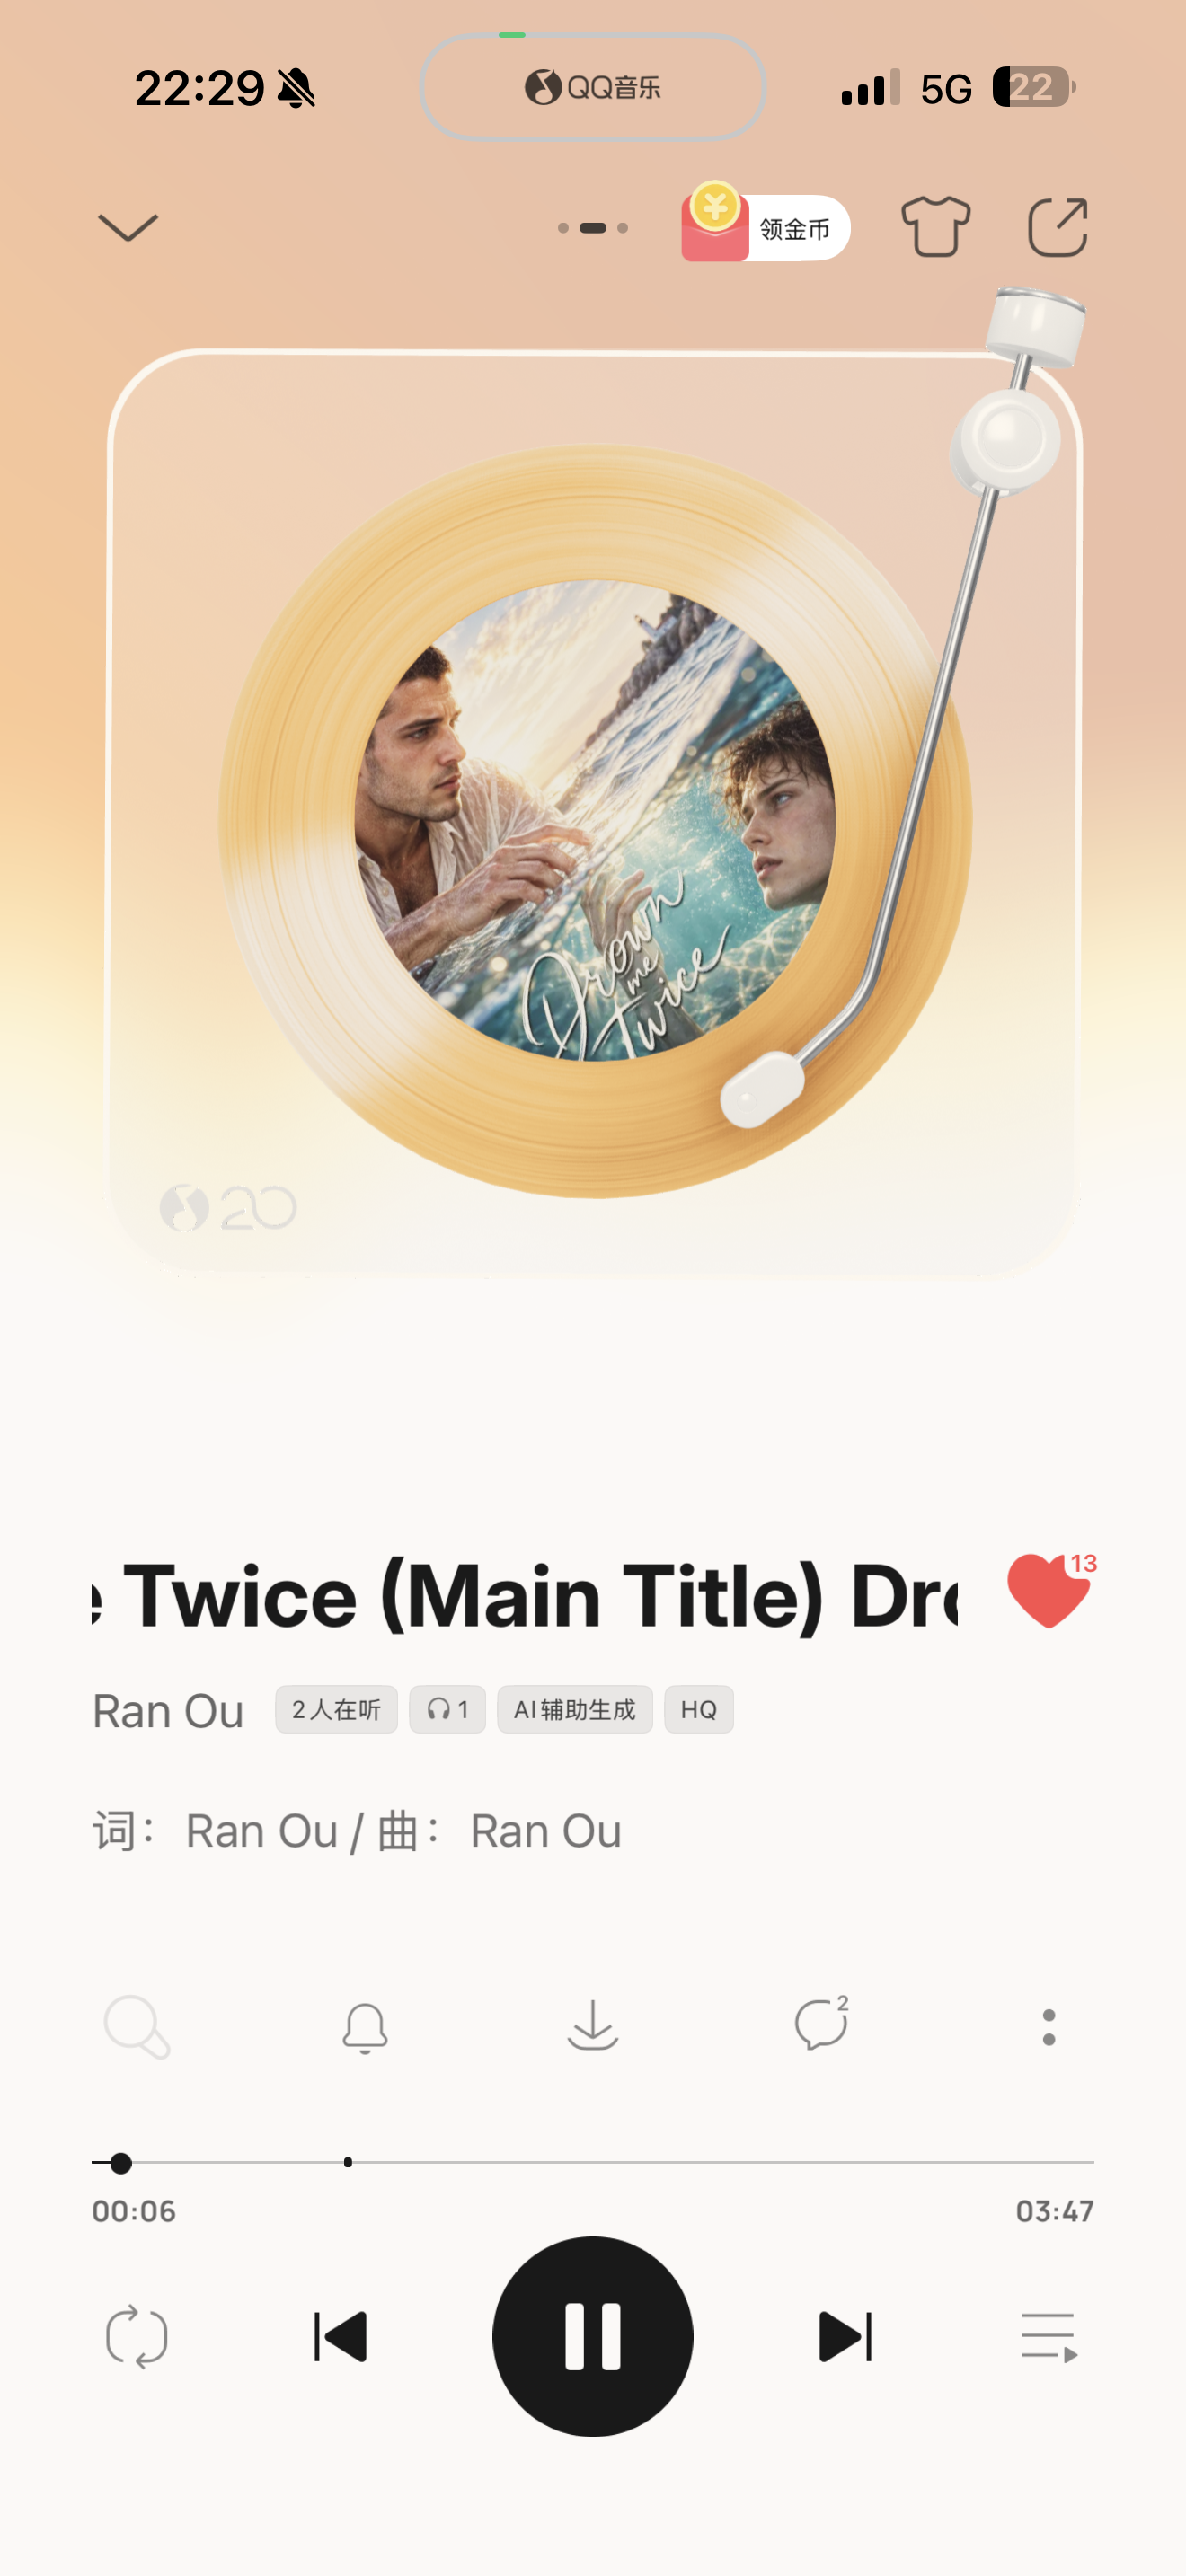 22:29 QQ音乐 5G 22
领金币
Drown
me
Twice
20
e Twice (Main Title) Dro
13
Ran Ou 2人在听 1 AI辅助生成 HQ
词： Ran Ou / 曲： Ran Ou
2
00:06 03:47